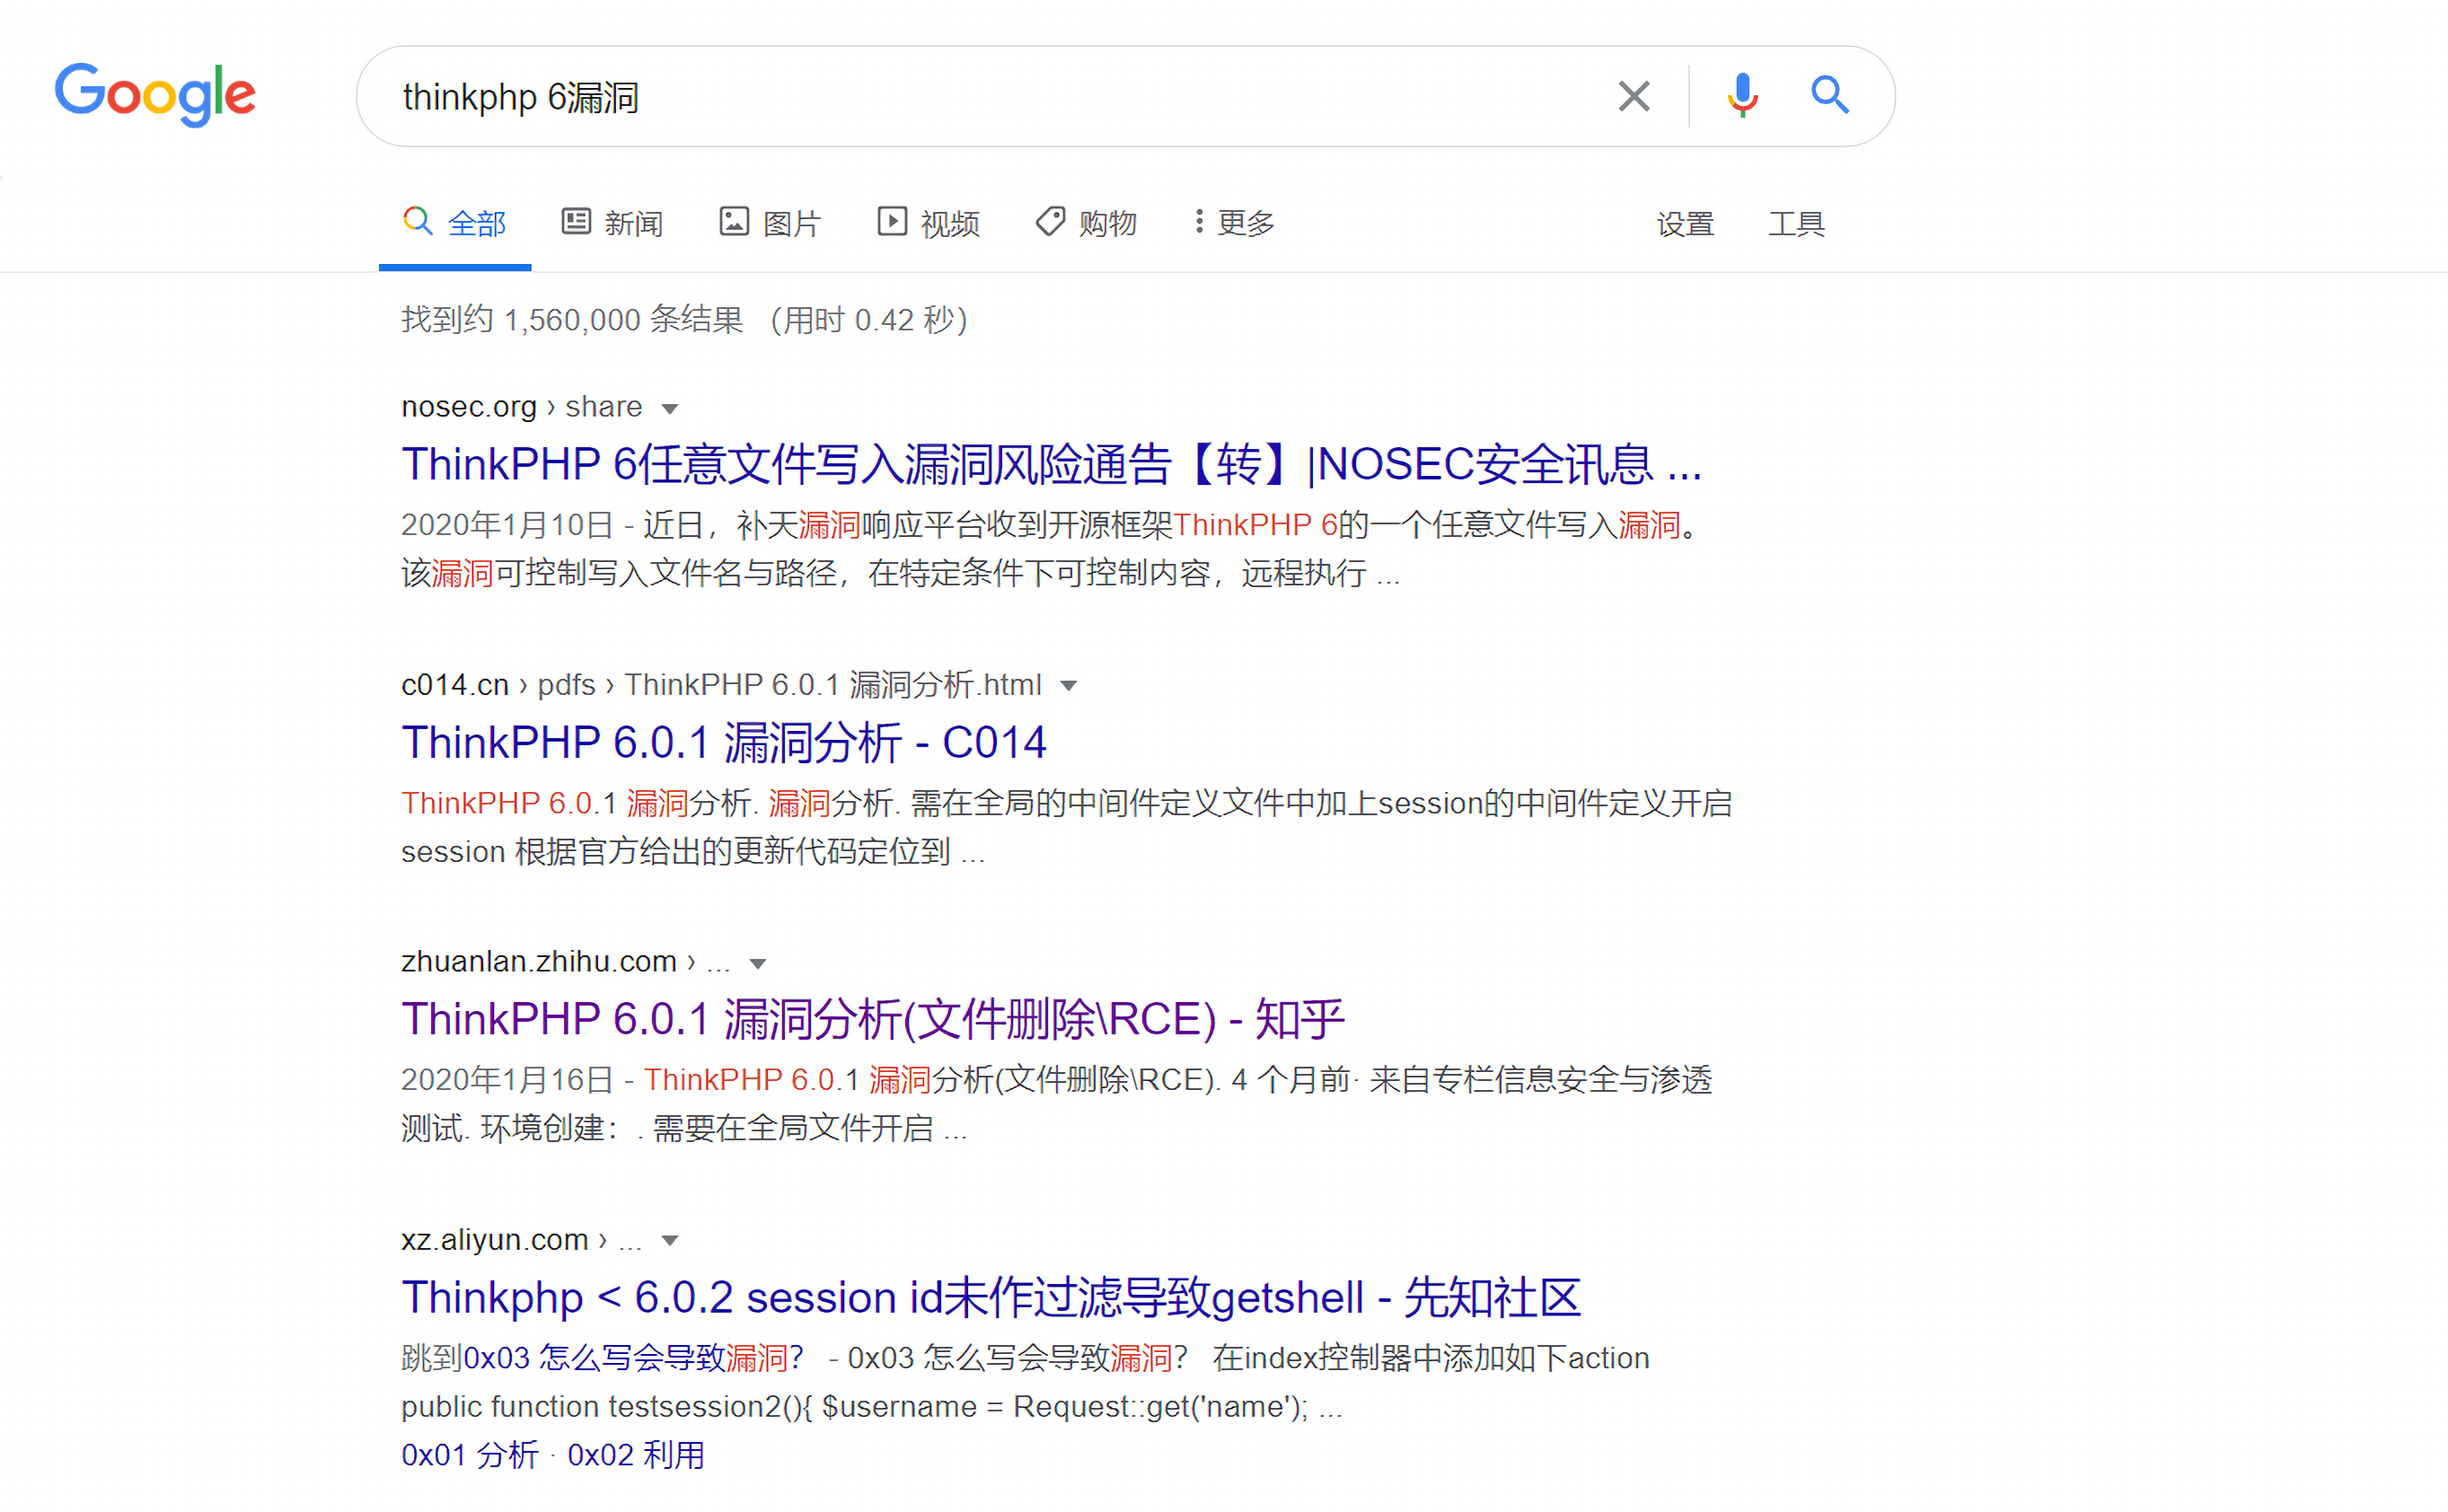 Google
thinkphp 6漏洞
全部 新闻 图片 视频 购物 更多 设置 工具
找到约 1,560,000 条结果 （用时 0.42 秒）
nosec.org › share
ThinkPHP 6任意文件写入漏洞风险通告【转】|NOSEC安全讯息 ...
2020年1月10日 - 近日，补天漏洞响应平台收到开源框架ThinkPHP 6的一个任意文件写入漏洞。
该漏洞可控制写入文件名与路径，在特定条件下可控制内容，远程执行 ...
c014.cn › pdfs › ThinkPHP 6.0.1 漏洞分析.html
ThinkPHP 6.0.1 漏洞分析 - C014
ThinkPHP 6.0.1 漏洞分析. 漏洞分析. 需在全局的中间件定义文件中加上session的中间件定义开启
session 根据官方给出的更新代码定位到 ...
zhuanlan.zhihu.com › ...
ThinkPHP 6.0.1 漏洞分析(文件删除\RCE) - 知乎
2020年1月16日 - ThinkPHP 6.0.1 漏洞分析(文件删除\RCE). 4 个月前· 来自专栏信息安全与渗透
测试. 环境创建：. 需要在全局文件开启 ...
xz.aliyun.com › ...
Thinkphp < 6.0.2 session id未作过滤导致getshell - 先知社区
跳到0x03 怎么写会导致漏洞？ - 0x03 怎么写会导致漏洞？ 在index控制器中添加如下action
public function testsession2(){ $username = Request::get('name'); ...
0x01 分析 · 0x02 利用